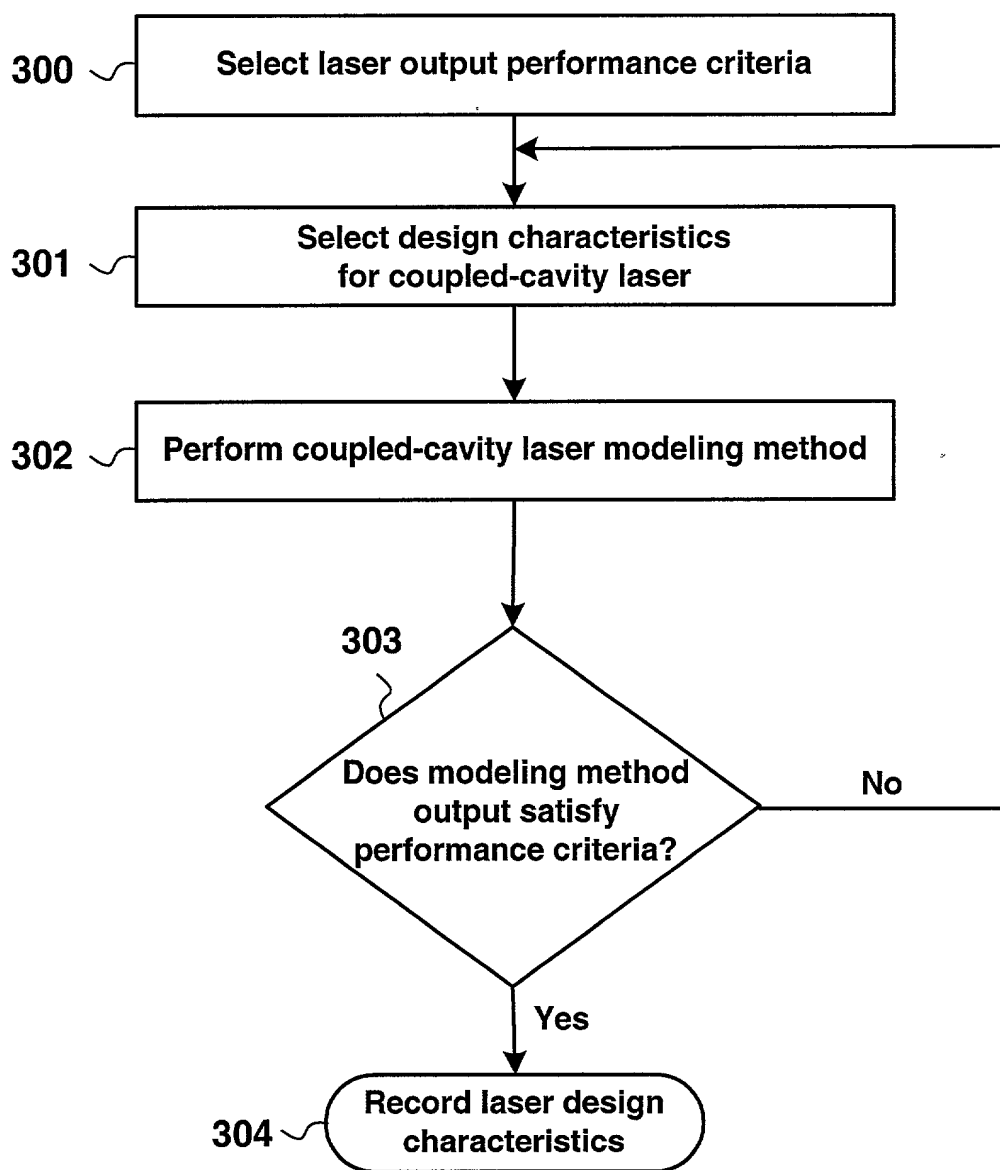 300
Select laser output performance criteria
301
Select design characteristics
for coupled-cavity laser
302
Perform coupled-cavity laser modeling method
303
Does modeling method
output satisfy
performance criteria?
No
Yes
304
Record laser design
characteristics